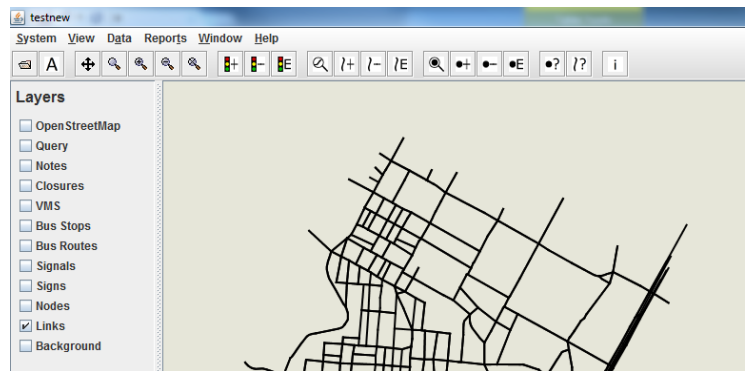 testnew
System View Data Reports Window Help
A + - E + - E + - E ? ? i
Layers
OpenStreetMap
Query
Notes
Closures
VMS
Bus Stops
Bus Routes
Signals
Signs
Nodes
Links
Background